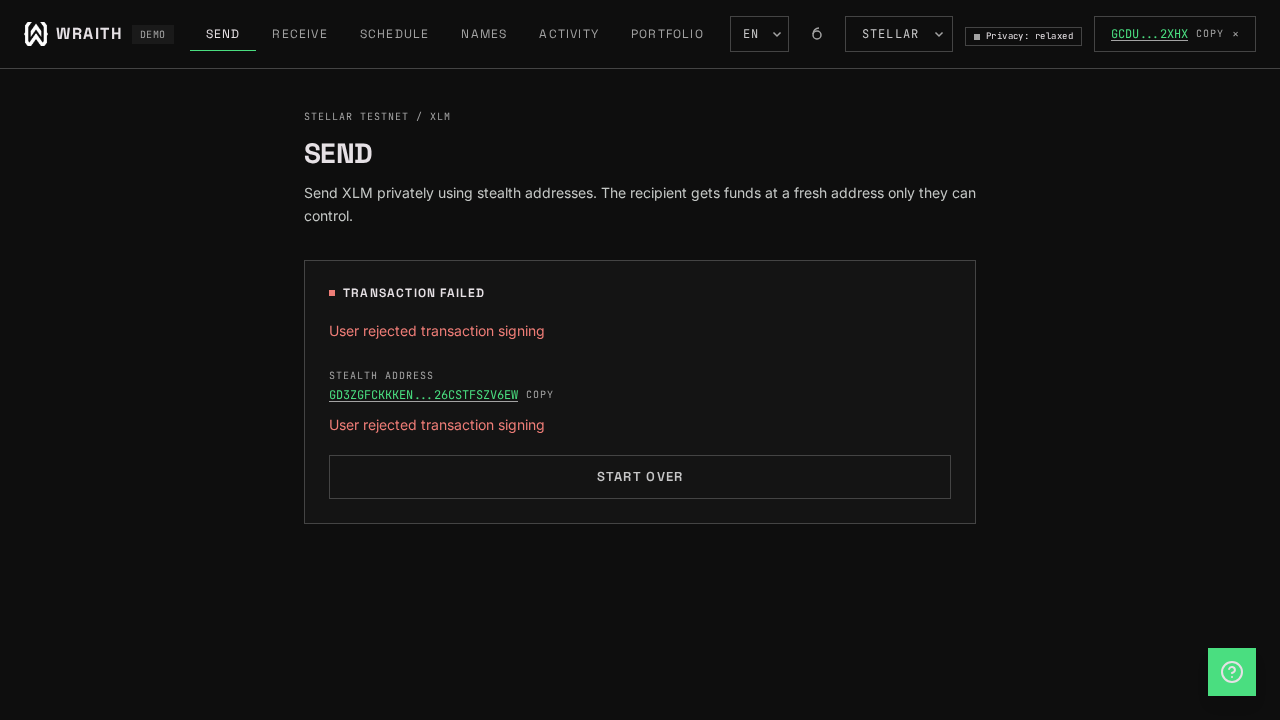 WRAITH DEMO SEND RECEIVE SCHEDULE NAMES ACTIVITY PORTFOLIO EN STELLAR Privacy: relaxed GCDU...2XHX COPY ×
STELLAR TESTNET / XLM
SEND
Send XLM privately using stealth addresses. The recipient gets funds at a fresh address only they can
control.
TRANSACTION FAILED
User rejected transaction signing
STEALTH ADDRESS
GD3ZGFCKKKEN...26CSTFSZV6EW COPY
User rejected transaction signing
START OVER